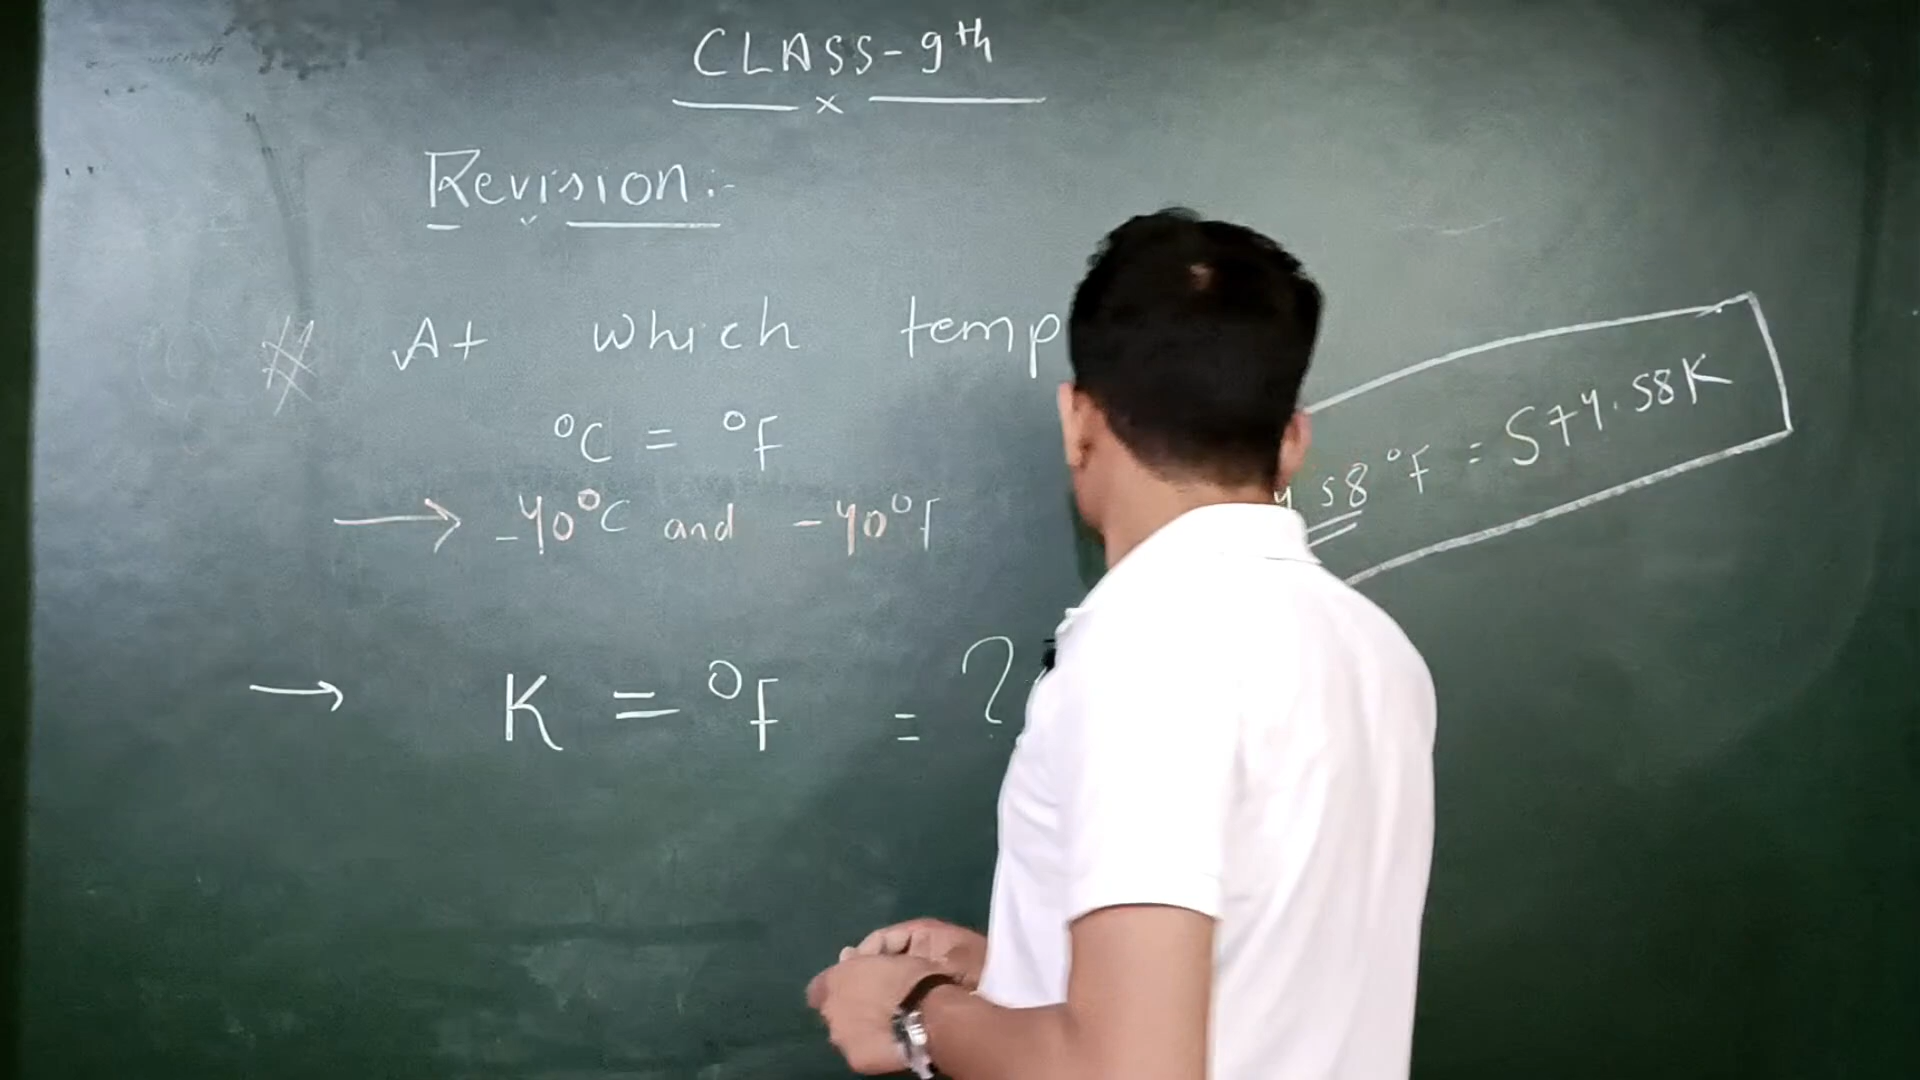 CLASS-9th
x
Revision:-
At which temp
°C = °F
→ -40°C and -40°F
58°F = 574.58K
→ K = °F = ?